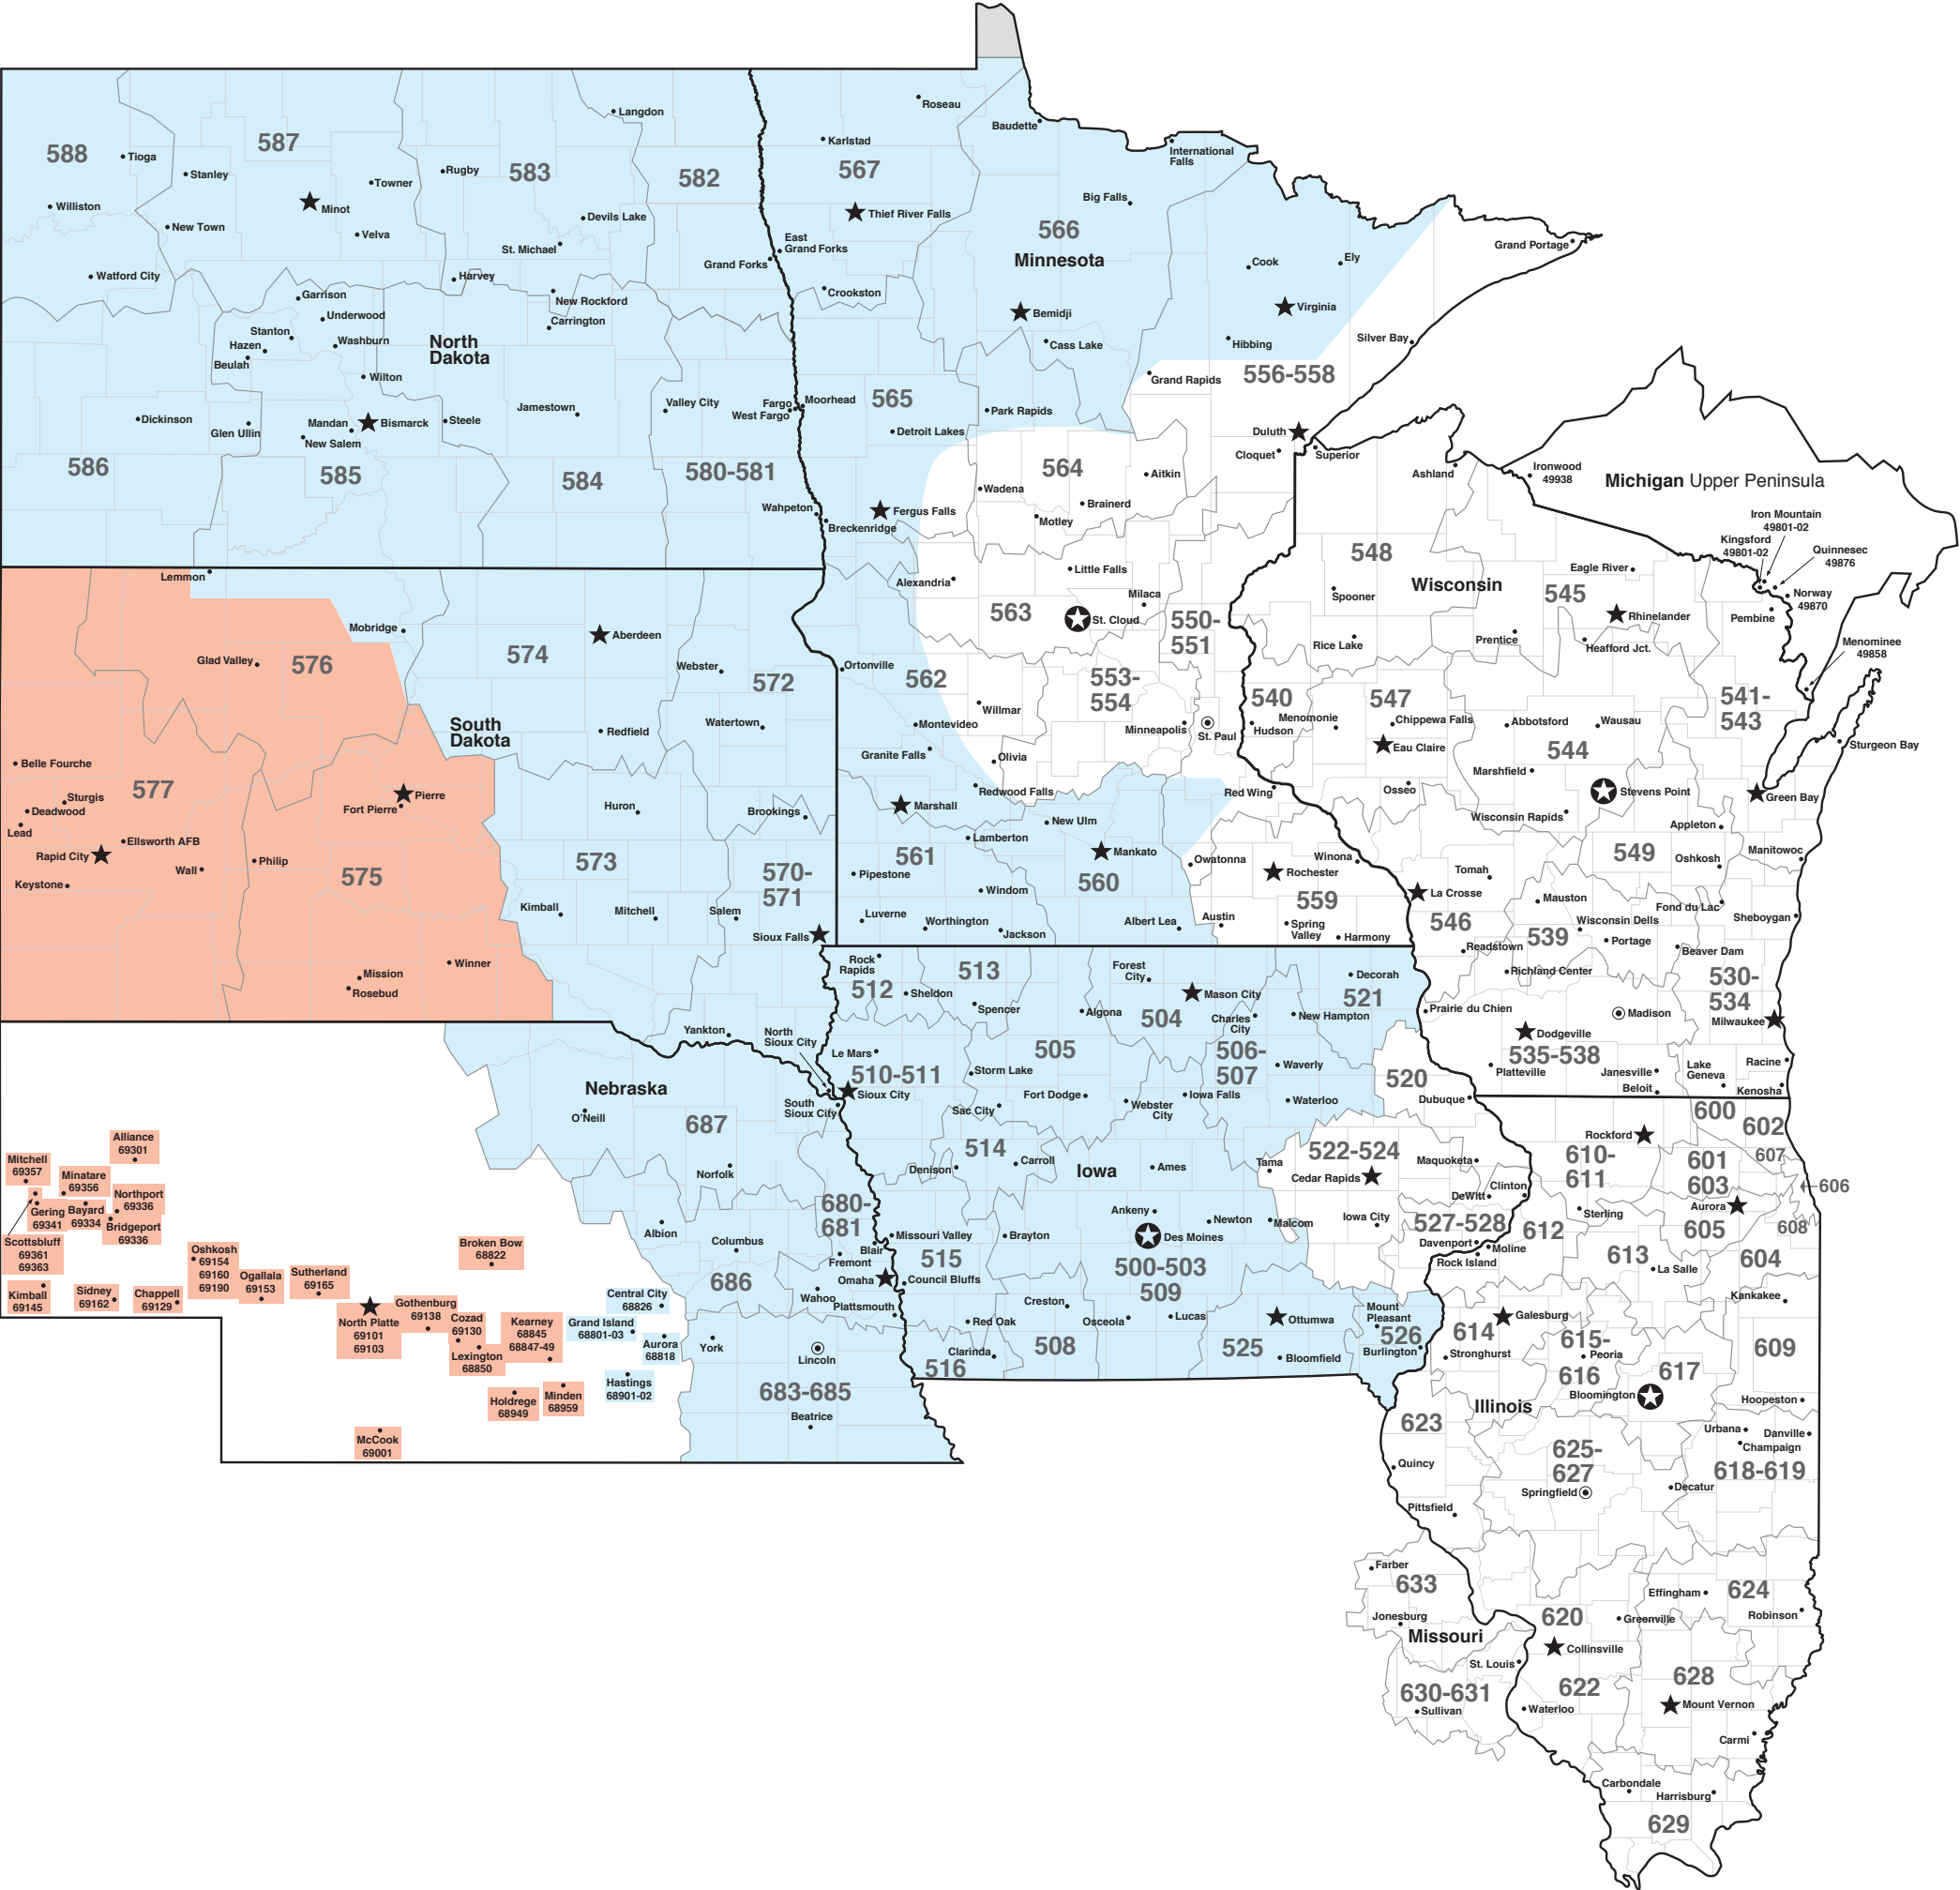 588
Tioga
Williston
Watford City
587
Stanley
New Town
Minot
Towner
Velva
Rugby
583
Langdon
Devils Lake
St. Michael
Harvey
New Rockford
Carrington
582
Grand Forks
Garrison
Underwood
Stanton
Hazen
Beulah
Washburn
Wilton
North
Dakota
Dickinson
Glen Ullin
Mandan
Bismarck
New Salem
Steele
Jamestown
Valley City
Fargo
West Fargo
586
585
584
580-581
Wahpeton
Roseau
Karlstad
567
Thief River Falls
East
Grand Forks
Crookston
Baudette
International
Falls
Big Falls
566
Minnesota
Bemidji
Cass Lake
Cook
Ely
Virginia
Hibbing
Grand Portage
Silver Bay
Grand Rapids
556-558
Moorhead
565
Park Rapids
Detroit Lakes
Duluth
Cloquet
Superior
564
Aitkin
Wadena
Brainerd
Motley
Fergus Falls
Breckenridge
Alexandria
Little Falls
Milaca
563
St. Cloud
550-
551
Ortonville
562
553-
554
Willmar
Montevideo
Minneapolis
St. Paul
Granite Falls
Olivia
Redwood Falls
Red Wing
Marshall
New Ulm
Lamberton
Mankato
561
560
Pipestone
Windom
Luverne
Worthington
Jackson
Albert Lea
Owatonna
Rochester
Winona
559
Austin
Spring
Valley
Harmony
Ashland
Ironwood
49938
Michigan Upper Peninsula
Iron Mountain
49801-02
Kingsford
49801-02
Quinnesec
49876
Norway
49870
Pembine
Menominee
49858
548
Wisconsin
Spooner
Rice Lake
Eagle River
545
Rhinelander
Prentice
Heafford Jct.
540
Hudson
547
Menomonie
Chippewa Falls
Eau Claire
Abbotsford
Wausau
544
541-
543
Sturgeon Bay
Marshfield
Osseo
Stevens Point
Green Bay
Wisconsin Rapids
Appleton
549
Oshkosh
Manitowoc
Tomah
La Crosse
Mauston
Fond du Lac
Sheboygan
546
Wisconsin Dells
539
Portage
Readstown
Beaver Dam
Richland Center
530-
534
Prairie du Chien
Madison
Milwaukee
Dodgeville
535-538
Platteville
Janesville
Beloit
Lake
Geneva
Racine
Kenosha
Lemmon
Mobridge
Glad Valley
576
574
Aberdeen
Webster
572
South
Dakota
Redfield
Watertown
Belle Fourche
577
Sturgis
Deadwood
Lead
Ellsworth AFB
Rapid City
Keystone
Wall
Philip
Pierre
Fort Pierre
575
Huron
Brookings
573
570-
571
Kimball
Mitchell
Salem
Sioux Falls
Winner
Mission
Rosebud
Yankton
North
Sioux City
Nebraska
O'Neill
687
South
Sioux City
Norfolk
680-
681
Albion
Columbus
Blair
Fremont
Omaha
686
Wahoo
Plattsmouth
York
Lincoln
683-685
Beatrice
Alliance
69301
Mitchell
69357
Minatare
69356
Northport
69336
Gering
69341
Bayard
69334
Bridgeport
69336
Scottsbluff
69361
69363
Kimball
69145
Sidney
69162
Chappell
69129
Oshkosh
69154
69160
69190
Ogallala
69153
Sutherland
69165
Broken Bow
68822
North Platte
69101
69103
Gothenburg
69138
Cozad
69130
Lexington
68850
Kearney
68845
68847-49
Holdrege
68949
Minden
68959
McCook
69001
Central City
68826
Grand Island
68801-03
Aurora
68818
Hastings
68901-02
Rock
Rapids
512
Sheldon
513
Spencer
Forest
City
Algona
504
Mason City
Charles
City
Decorah
521
New Hampton
Le Mars
510-511
Sioux City
505
Storm Lake
506-
507
Waverly
Sac City
Fort Dodge
Webster
City
Iowa Falls
Waterloo
520
Dubuque
514
Denison
Carroll
Iowa
Ames
Tama
522-524
Cedar Rapids
Maquoketa
DeWitt
Clinton
Ankeny
Newton
Malcom
Iowa City
527-528
Davenport
Moline
Rock Island
Missouri Valley
Brayton
Des Moines
515
Council Bluffs
500-503
509
Creston
Osceola
Lucas
Ottumwa
Mount
Pleasant
526
Burlington
Red Oak
Clarinda
516
508
525
Bloomfield
600
602
Rockford
610-
611
601
603
607
606
Aurora
605
608
Sterling
612
613
La Salle
604
Kankakee
Galesburg
614
615-
Peoria
616
Stronghurst
617
609
Bloomington
Hoopeston
Illinois
623
Urbana
Danville
Champaign
625-
627
618-619
Quincy
Springfield
Decatur
Pittsfield
Farber
633
Jonesburg
Missouri
St. Louis
630-631
Sullivan
Effingham
624
Robinson
620
Greenville
Collinsville
622
628
Waterloo
Mount Vernon
Carmi
Carbondale
Harrisburg
629